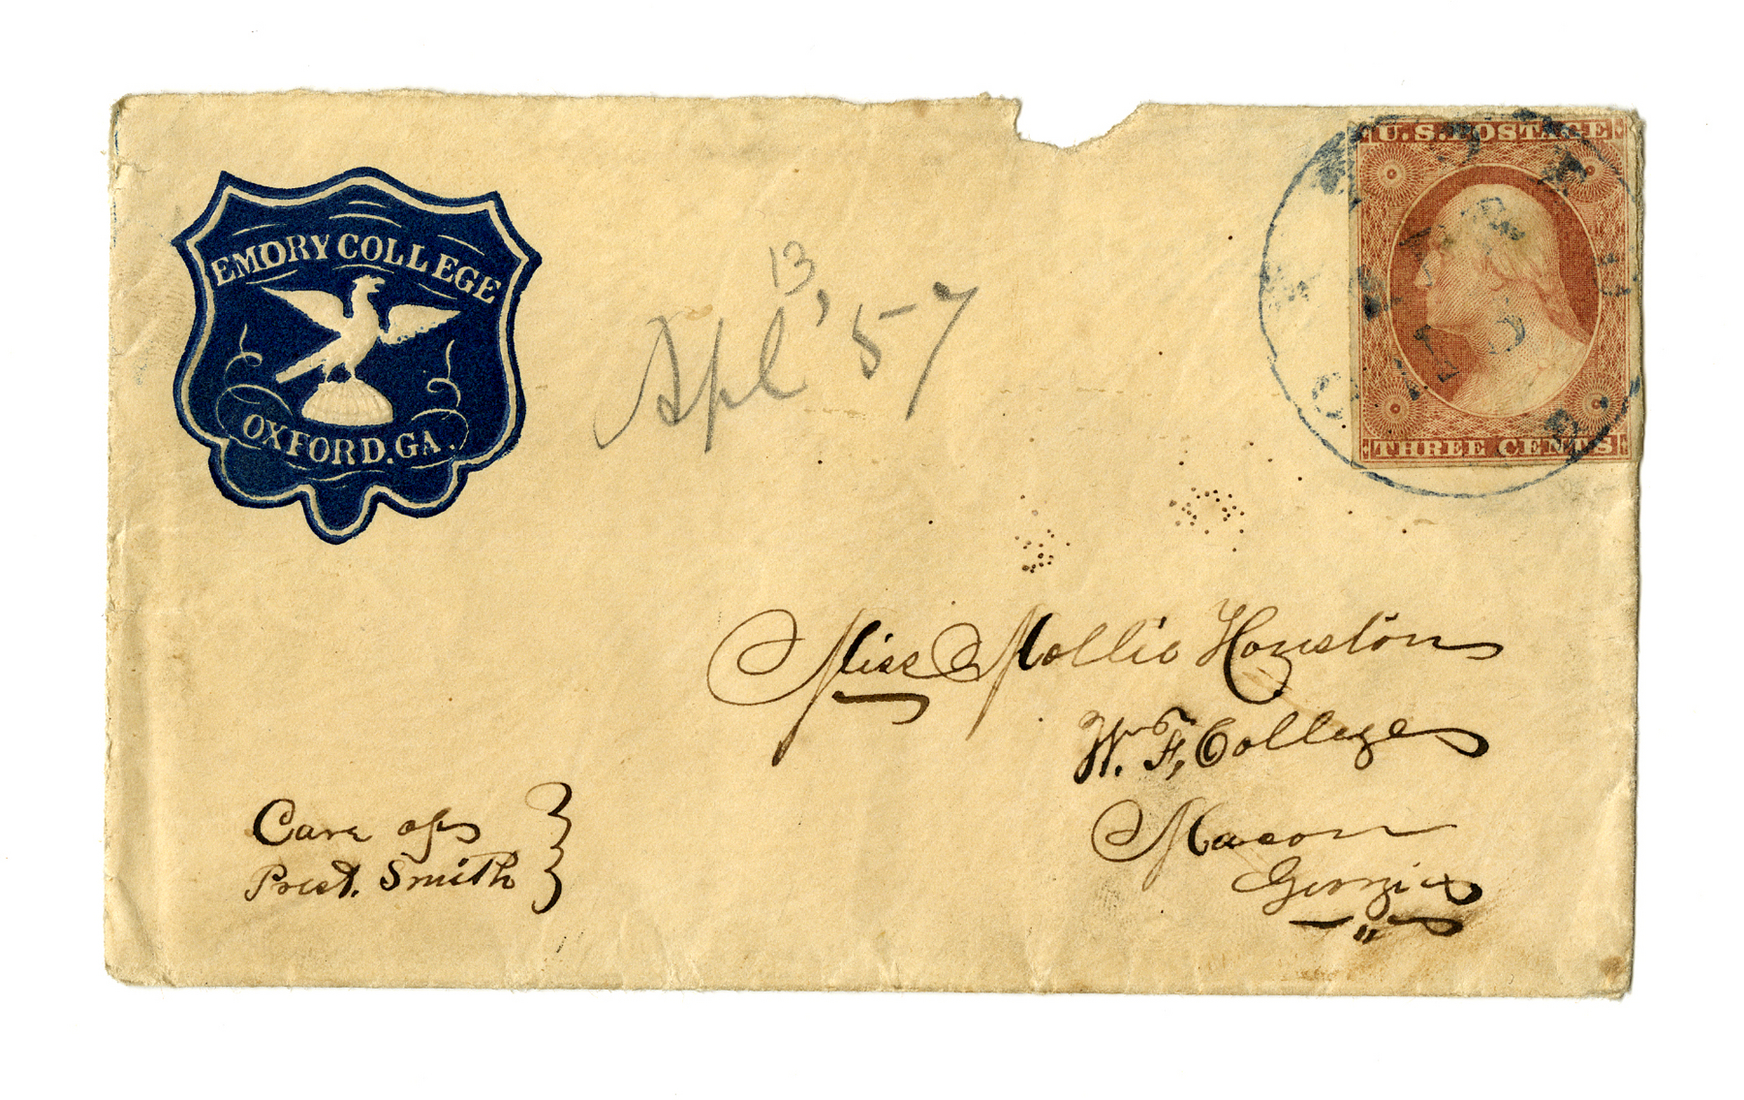 EMORY COLLEGE
OXFORD. GA.
Apl 13, '57
U.S. POSTAGE
THREE CENTS
Miss Mollie Houston
W. F, College
Macon
Georgia
Care of
Prest. Smith